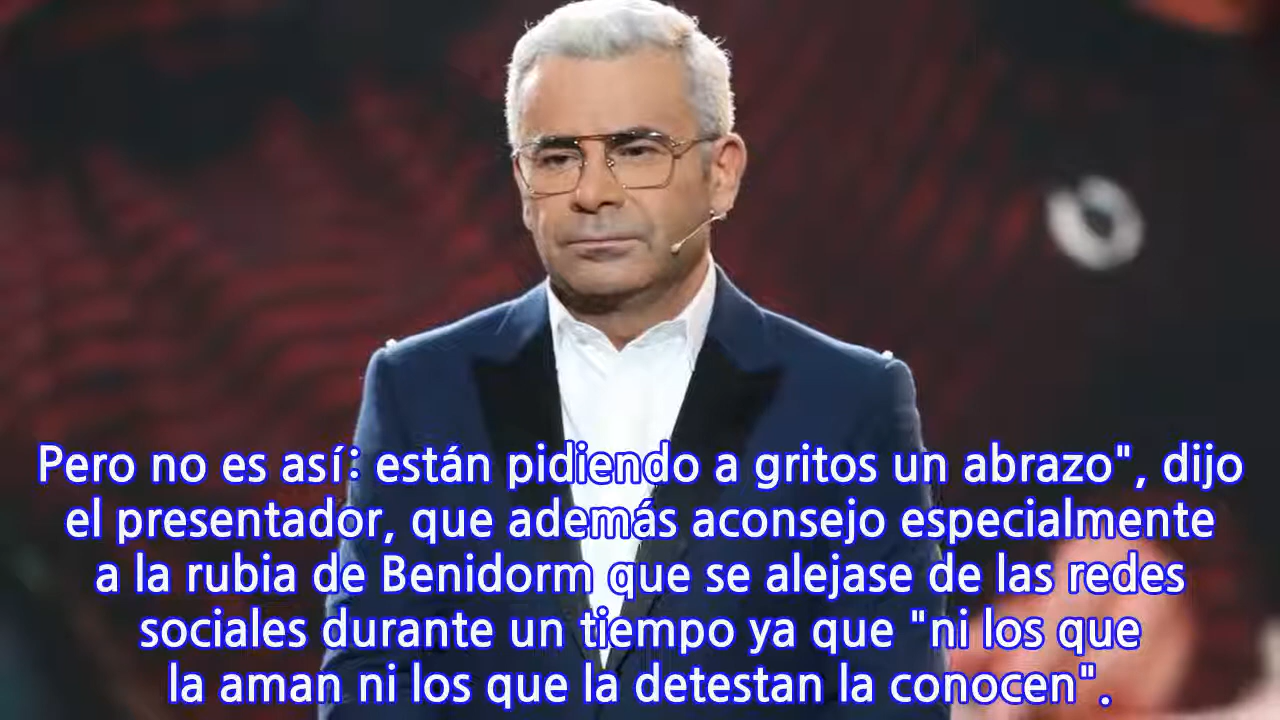 Pero no es así: están pidiendo a gritos un abrazo", dijo
el presentador, que además aconsejo especialmente
a la rubia de Benidorm que se alejase de las redes
sociales durante un tiempo ya que "ni los que
la aman ni los que la detestan la conocen".